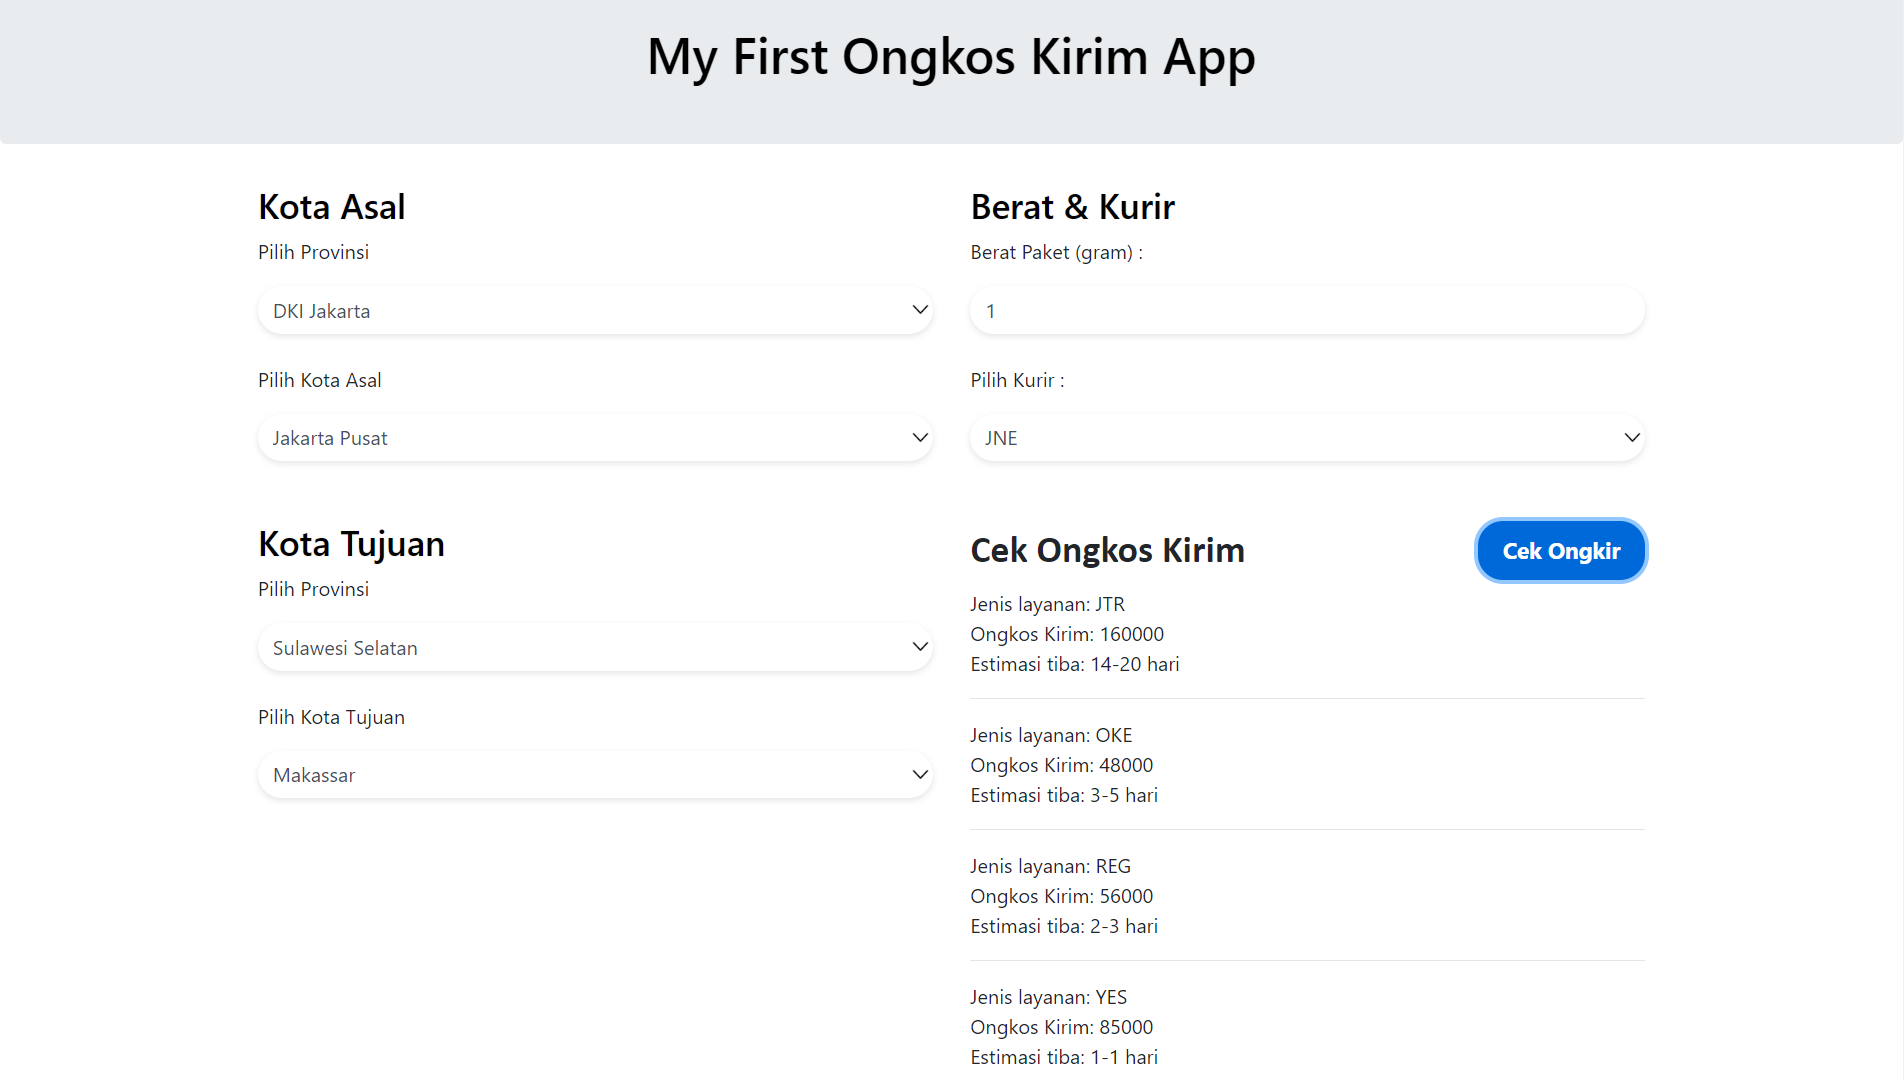 My First Ongkos Kirim App
Kota Asal
Pilih Provinsi
DKI Jakarta
Pilih Kota Asal
Jakarta Pusat
Berat & Kurir
Berat Paket (gram) :
1
Pilih Kurir :
JNE
Kota Tujuan
Pilih Provinsi
Sulawesi Selatan
Pilih Kota Tujuan
Makassar
Cek Ongkos Kirim
Cek Ongkir
Jenis layanan: JTR
Ongkos Kirim: 160000
Estimasi tiba: 14-20 hari
Jenis layanan: OKE
Ongkos Kirim: 48000
Estimasi tiba: 3-5 hari
Jenis layanan: REG
Ongkos Kirim: 56000
Estimasi tiba: 2-3 hari
Jenis layanan: YES
Ongkos Kirim: 85000
Estimasi tiba: 1-1 hari